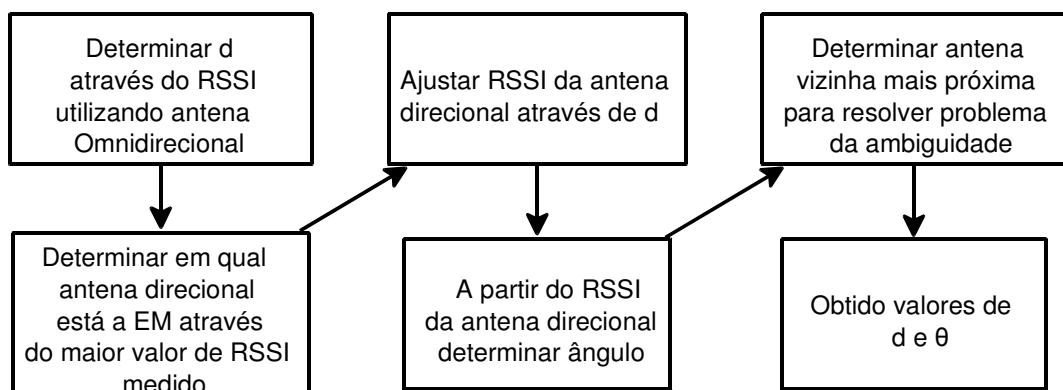 Determinar d
através do RSSI
utilizando antena
Omnidirecional
Determinar em qual
antena direcional
está a EM através
do maior valor de RSSI
medido
Ajustar RSSI da antena
direcional através de d
A partir do RSSI
da antena direcional
determinar ângulo
Determinar antena
vizinha mais próxima
para resolver problema
da ambiguidade
Obtido valores de
d e θ